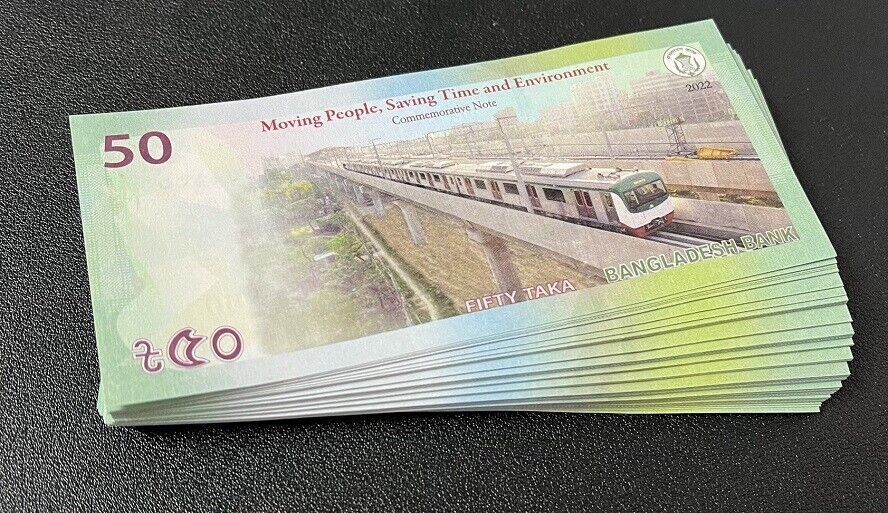 50
Moving People, Saving Time and Environment
Commemorative Note
2022
BANGLADESH BANK
FIFTY TAKA
৳৫০